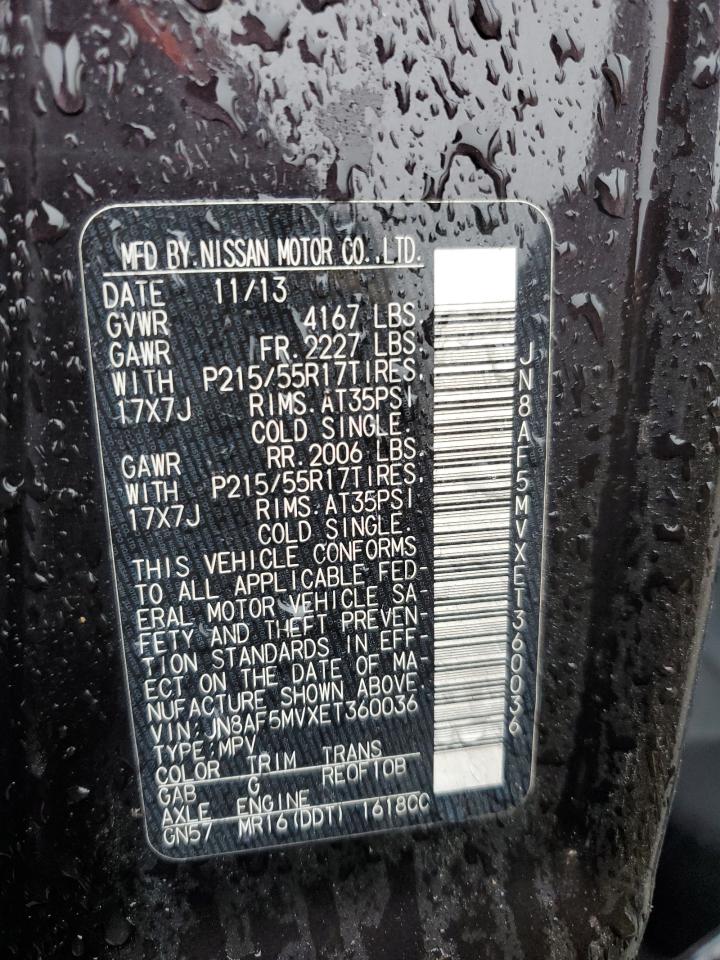 MFD BY NISSAN MOTOR CO.,LTD.
DATE 11/13
GVWR 4167 LBS.
GAWR FR. 2227 LBS.
WITH P215/55R17TIRES.
17X7J RIMS. AT35PSI
COLD SINGLE.
GAWR RR. 2006 LBS.
WITH P215/55R17TIRES.
17X7J RIMS. AT35PSI
COLD SINGLE.
THIS VEHICLE CONFORMS
TO ALL APPLICABLE FED-
ERAL MOTOR VEHICLE SA-
FETY AND THEFT PREVEN-
TION STANDARDS IN EFF-
ECT ON THE DATE OF MA-
NUFACTURE SHOWN ABOVE.
VIN: JN8AF5MVXET360036
TYPE: MPV
COLOR TRIM TRANS
GAB G RE0F10B
AXLE ENGINE
GN57 MR16(DDT) 1618CC
JN8AF5MVXET360036